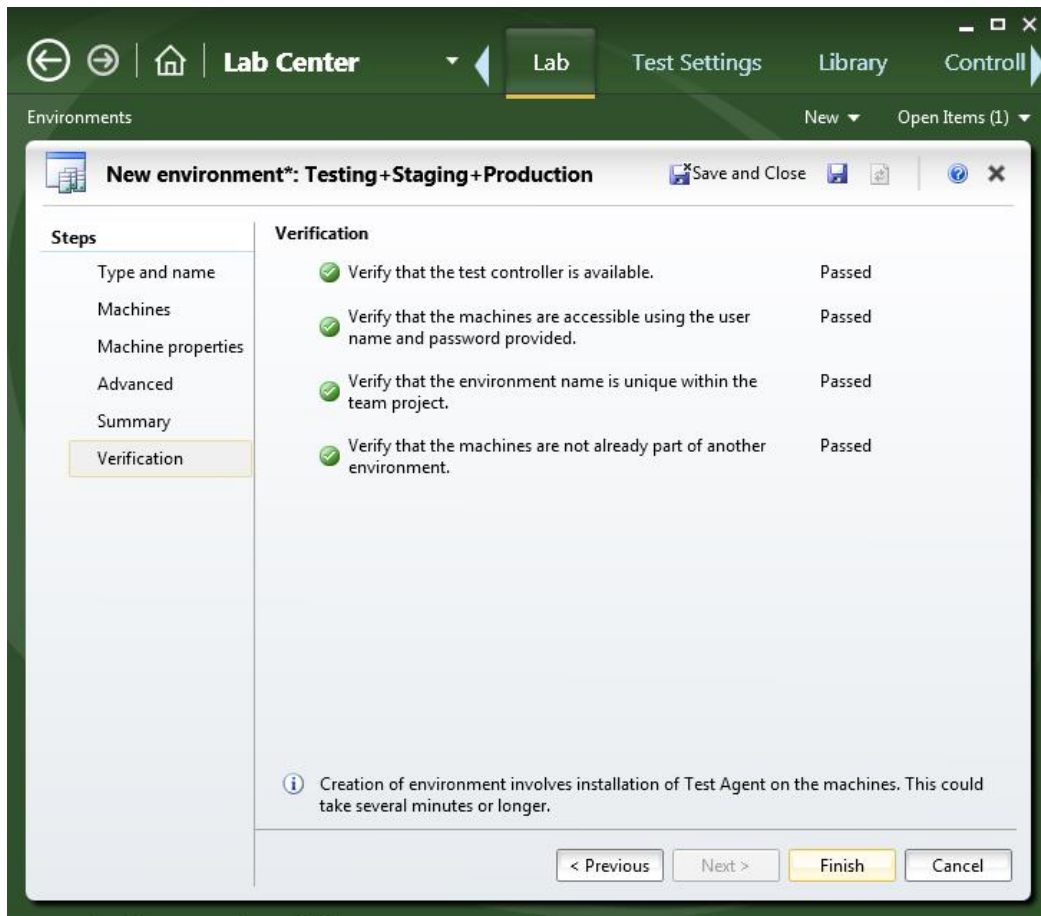 Lab Center
Lab
Test Settings
Library
Controll
Environments
New
Open Items (1)
New environment*: Testing+Staging+Production
Save and Close
Steps
Type and name
Machines
Machine properties
Advanced
Summary
Verification
Verification
Verify that the test controller is available. Passed
Verify that the machines are accessible using the user Passed
name and password provided.
Verify that the environment name is unique within the Passed
team project.
Verify that the machines are not already part of another Passed
environment.
Creation of environment involves installation of Test Agent on the machines. This could
take several minutes or longer.
< Previous
Next >
Finish
Cancel